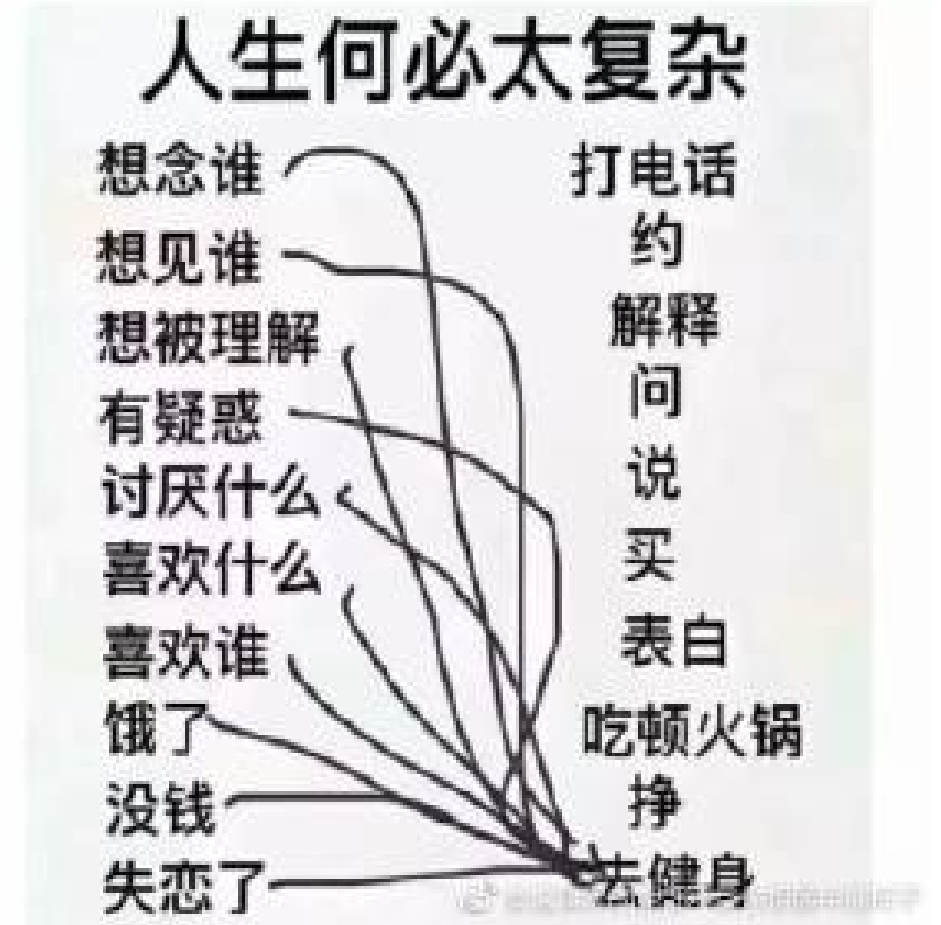 人生何必太复杂
想念谁 打电话
想见谁 约
想被理解 解释
有疑惑 问
讨厌什么 说
喜欢什么 买
喜欢谁 表白
饿了 吃顿火锅
没钱 挣
失恋了 去健身